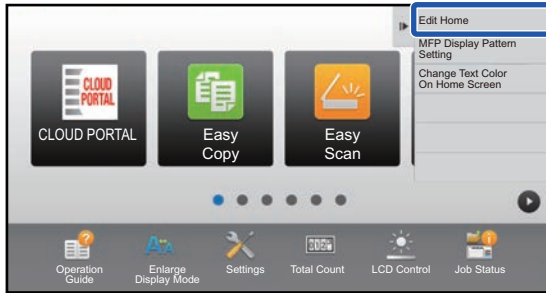 Edit Home
MFP Display Pattern
Setting
Change Text Color
On Home Screen
CLOUD
PORTAL
CLOUD PORTAL
Easy
Copy
Easy
Scan
Operation
Guide
Enlarge
Display Mode
Settings
Total Count
LCD Control
Job Status